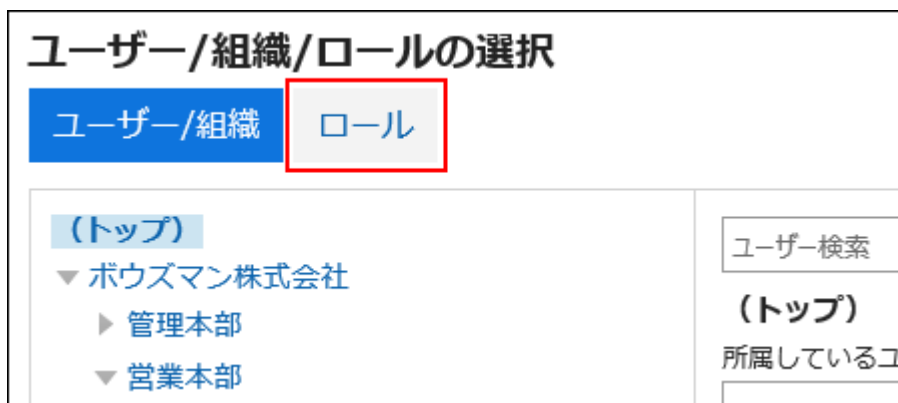 ユーザー/組織/ロールの選択
ユーザー/組織
ロール
(トップ)
ボウズマン株式会社
管理本部
営業本部
ユーザー検索
(トップ)
所属しているユ